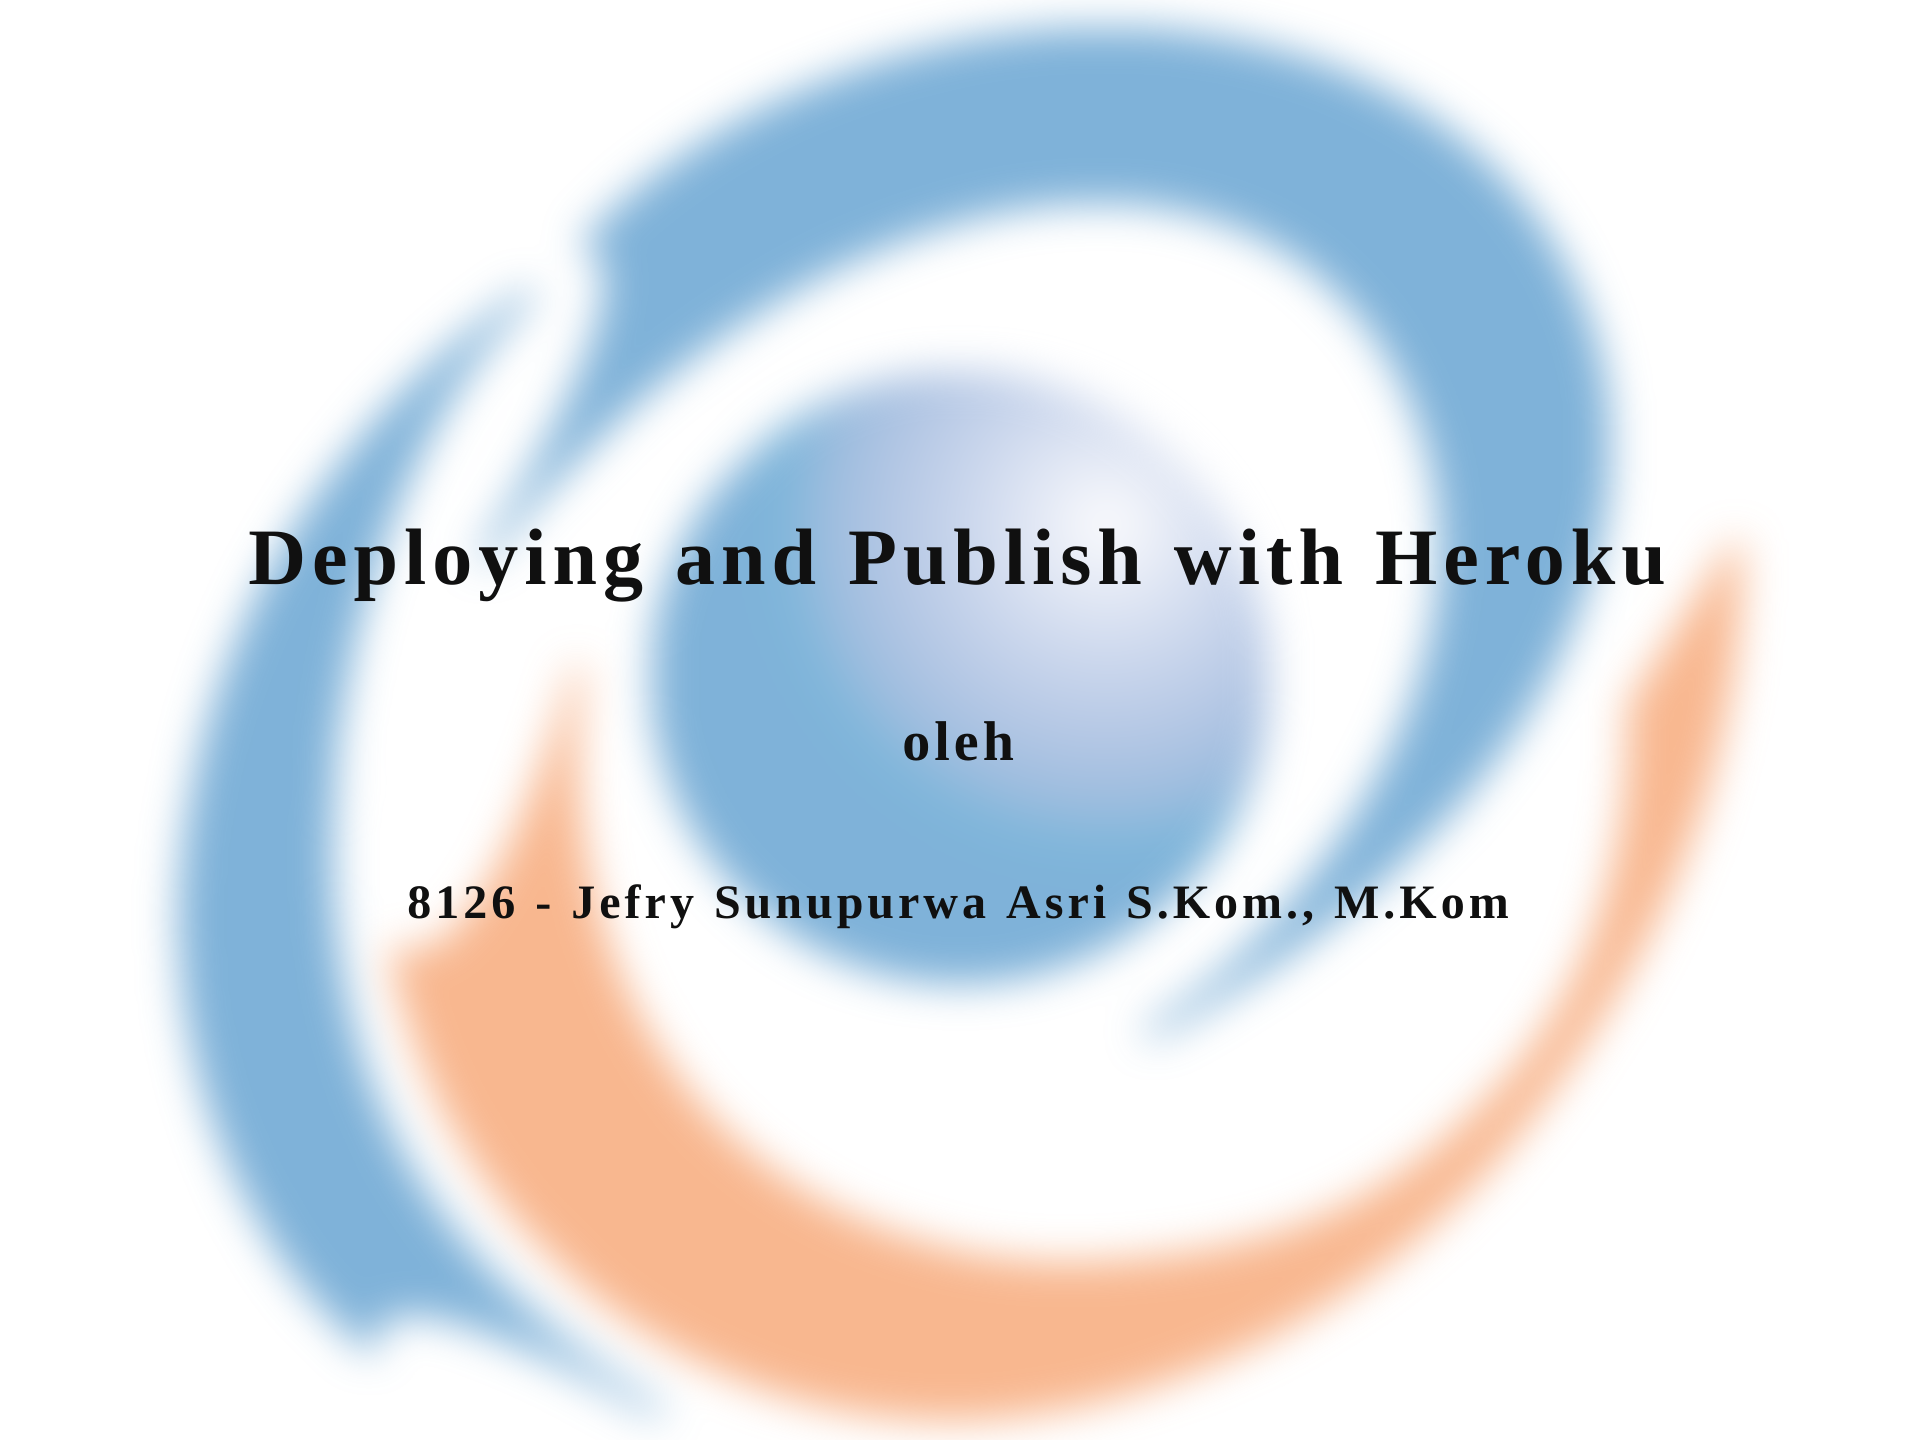 Deploying and Publish with Heroku
oleh
8126 - Jefry Sunupurwa Asri S.Kom., M.Kom